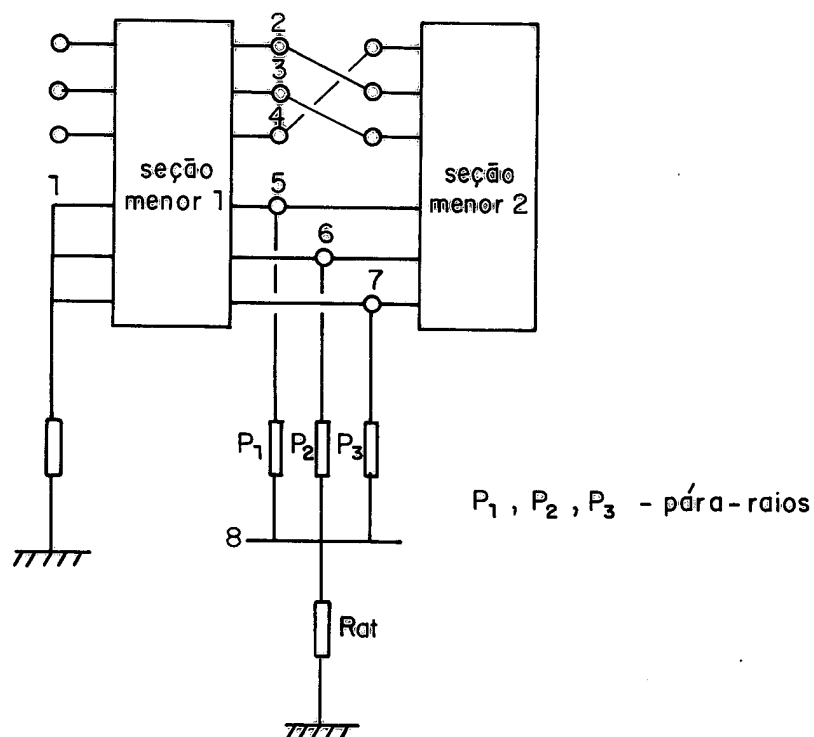 2
3
4
1
seção
menor 1
seção
menor 2
5
6
7
P1
P2
P3
P1 , P2 , P3 - pára-raios
8
Rat